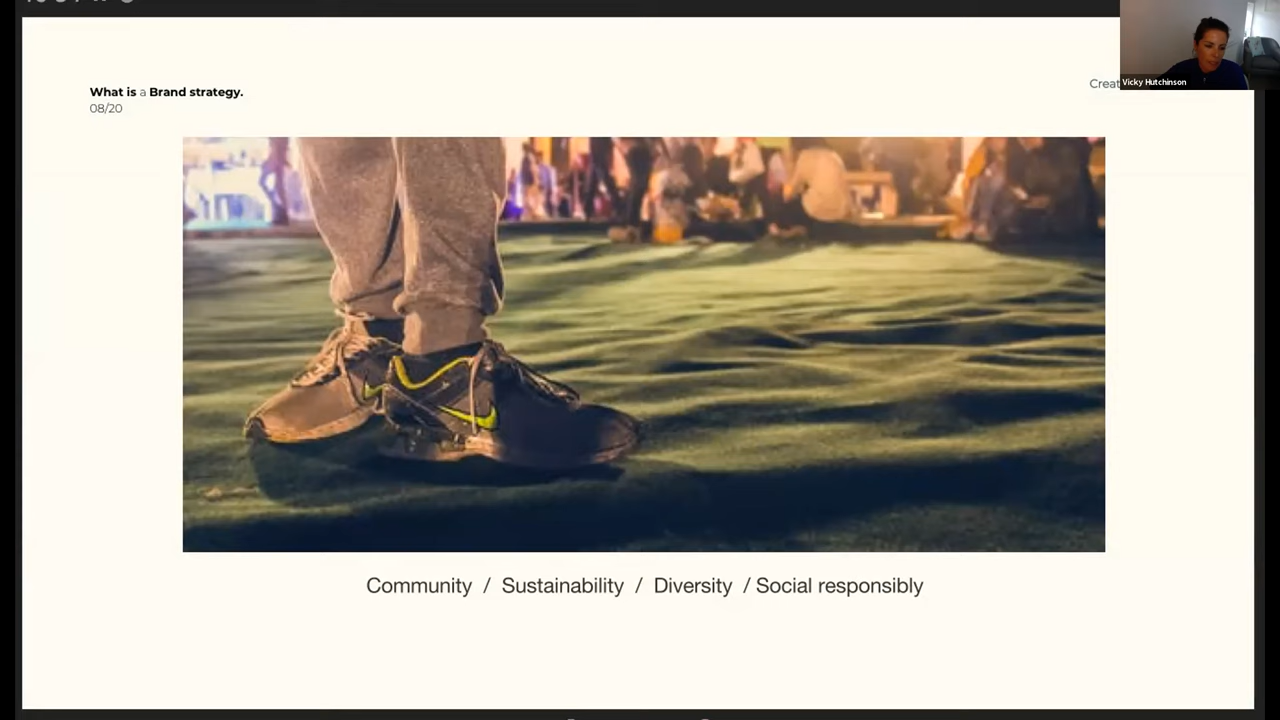 What is a Brand strategy.
08/20
Creat
Vicky Hutchinson
Community / Sustainability / Diversity / Social responsibly